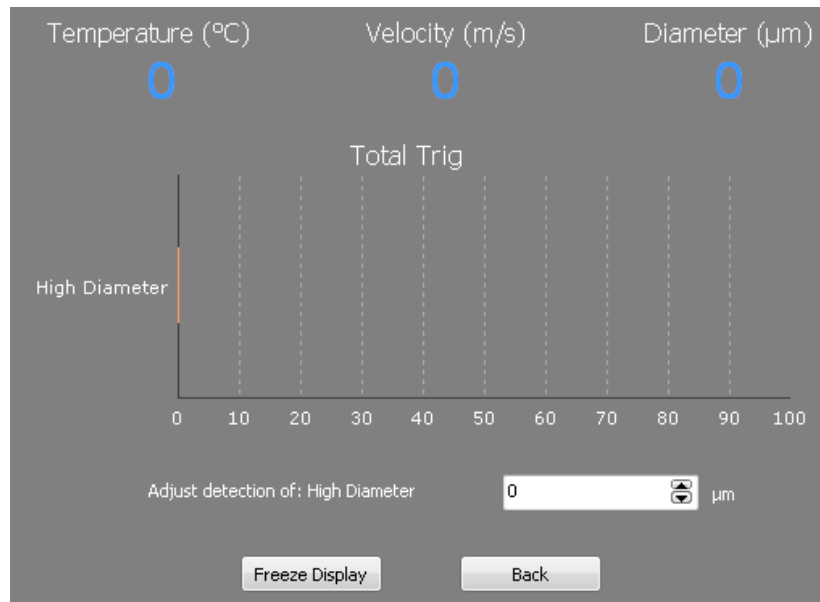 Temperature (ºC) Velocity (m/s) Diameter (µm)
0 0 0
Total Trig
High Diameter
0 10 20 30 40 50 60 70 80 90 100
Adjust detection of: High Diameter 0 µm
Freeze Display Back